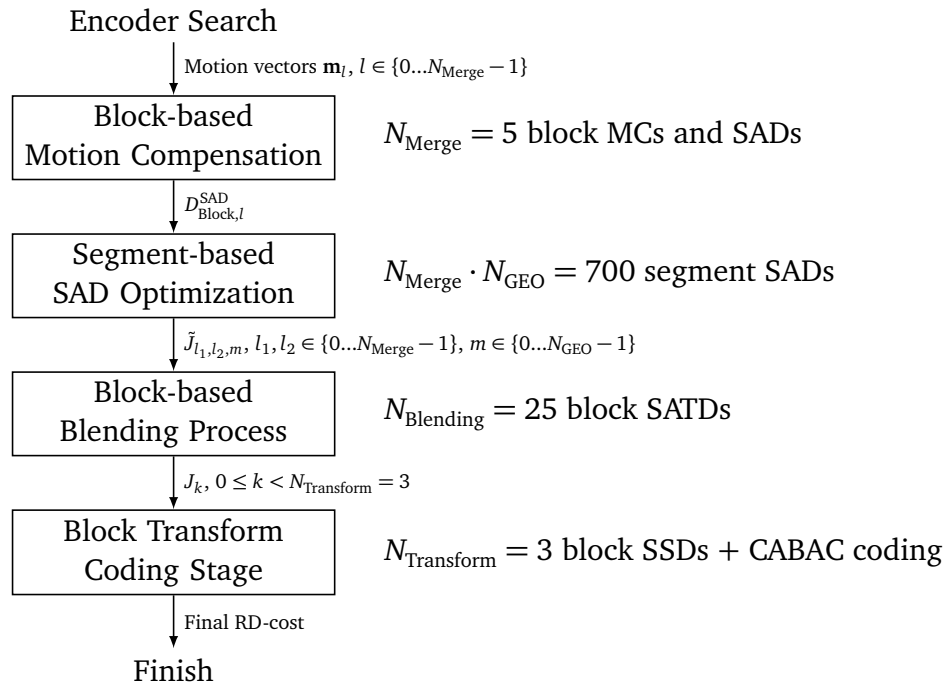 Encoder Search
Motion vectors m_l, l ∈ {0...N_Merge − 1}
Block-based
Motion Compensation
N_Merge = 5 block MCs and SADs
D^SAD_Block,l
Segment-based
SAD Optimization
N_Merge · N_GEO = 700 segment SADs
J̃_l₁,l₂,m, l₁, l₂ ∈ {0...N_Merge − 1}, m ∈ {0...N_GEO − 1}
Block-based
Blending Process
N_Blending = 25 block SATDs
J_k, 0 ≤ k < N_Transform = 3
Block Transform
Coding Stage
N_Transform = 3 block SSDs + CABAC coding
Final RD-cost
Finish